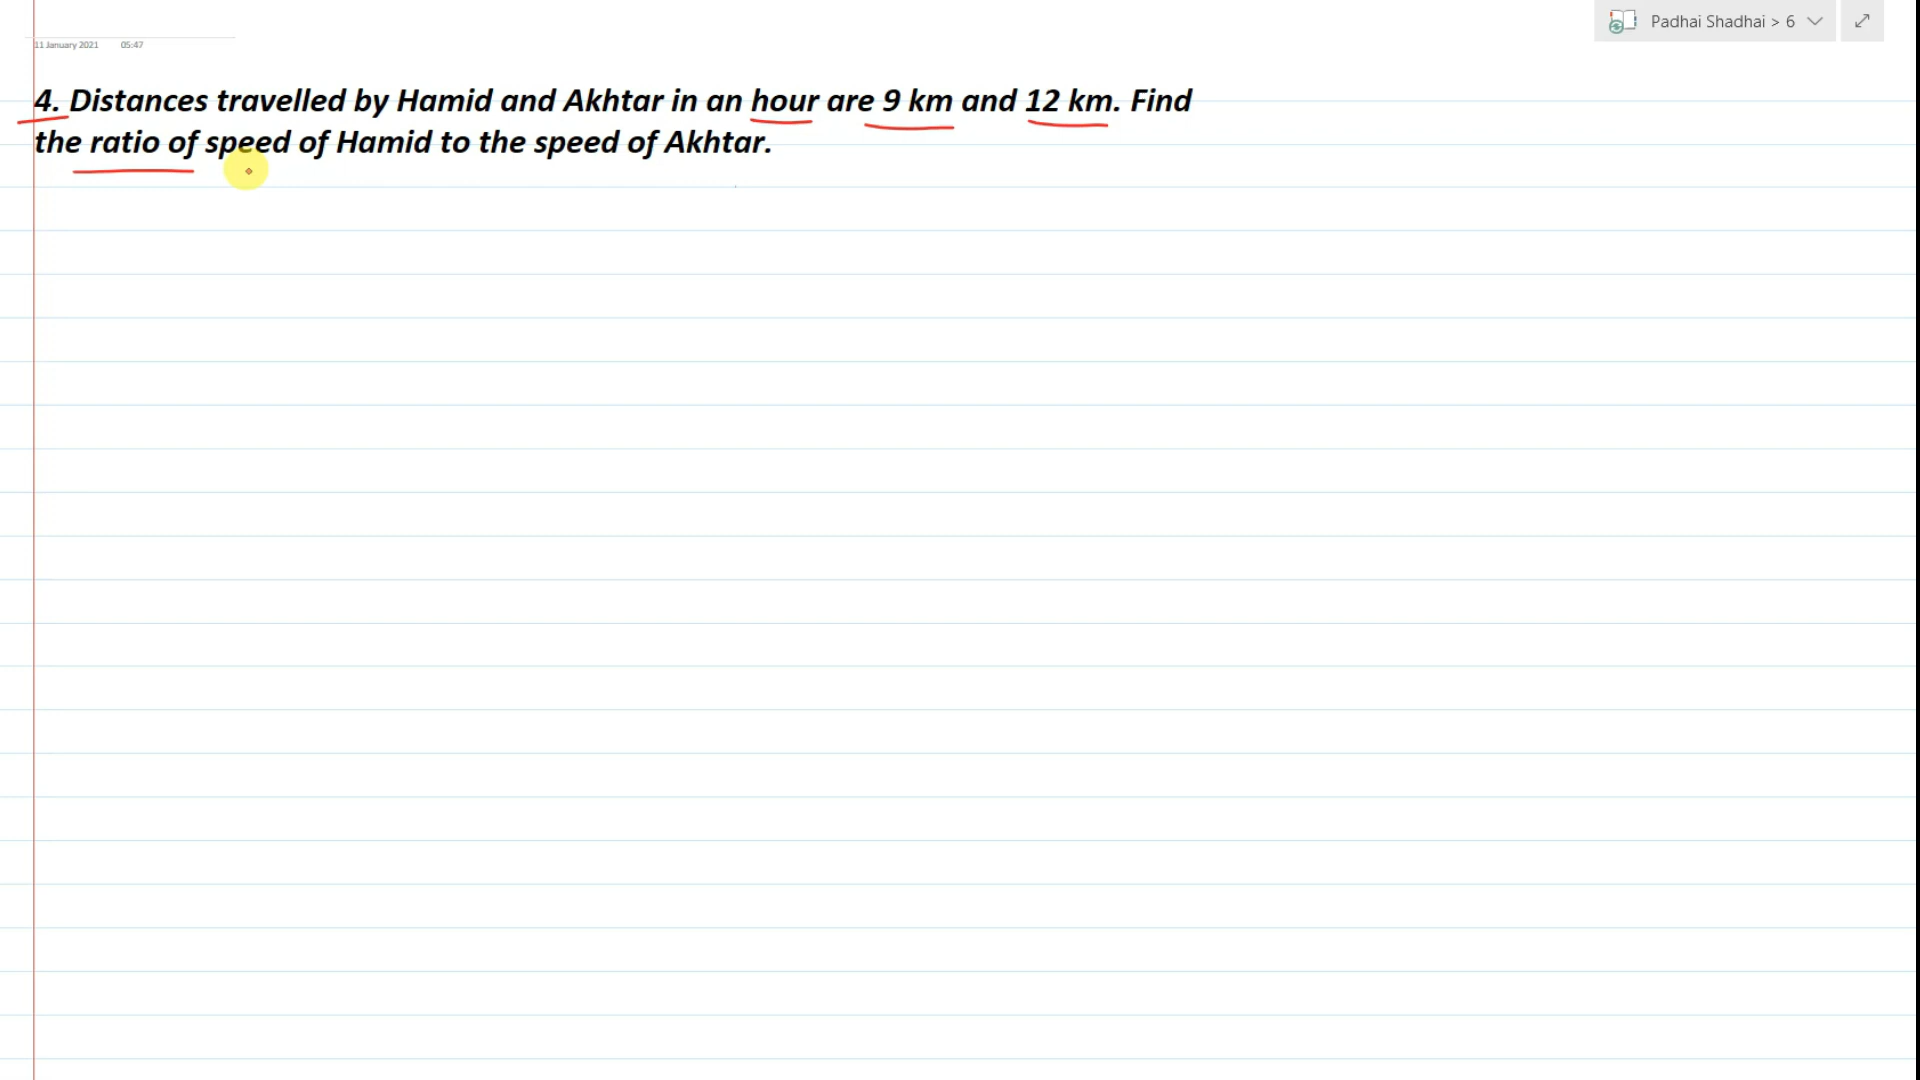 Padhai Shadhai > 6
11 January 2021 05:47
4. Distances travelled by Hamid and Akhtar in an hour are 9 km and 12 km. Find
the ratio of speed of Hamid to the speed of Akhtar.